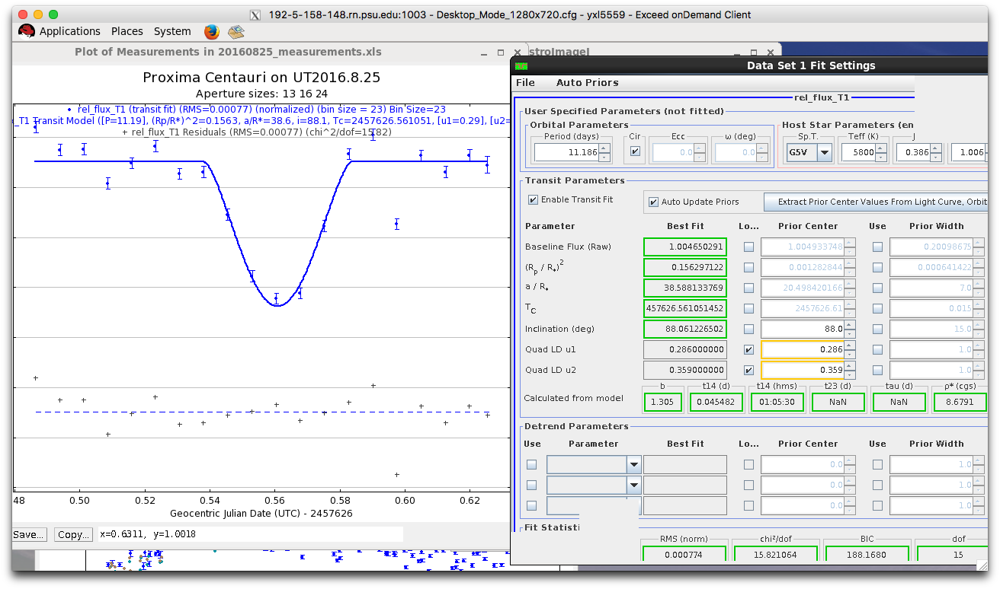 192-5-158-148.rn.psu.edu:1003 - Desktop_Mode_1280x720.cfg - yxl5559 - Exceed onDemand Client
Applications Places System
Plot of Measurements in 20160825_measurements.xls
stroImageJ
Proxima Centauri on UT2016.8.25
Aperture sizes: 13 16 24
rel_flux_T1 (transit fit) (RMS=0.00077) (normalized) (bin size = 23) Bin Size=23
_T1 Transit Model ([P=11.19], (Rp/R*)^2=0.1563, a/R*=38.6, i=88.1, Tc=2457626.561051, [u1=0.29], [u2=
+ rel_flux_T1 Residuals (RMS=0.00077) (chi^2/dof=15.82)
48 0.50 0.52 0.54 0.56 0.58 0.60 0.62
Geocentric Julian Date (UTC) - 2457626
Save... Copy... x=0.6311, y=1.0018
Data Set 1 Fit Settings
File Auto Priors
rel_flux_T1
User Specified Parameters (not fitted)
Orbital Parameters Host Star Parameters (en
Period (days) Cir Ecc ω (deg) Sp.T. Teff (K) J
11.186 0.0 0.0 G5V 5800 0.386 1.006
Transit Parameters
Enable Transit Fit Auto Update Priors Extract Prior Center Values From Light Curve, Orbit
Parameter Best Fit Lo... Prior Center Use Prior Width
Baseline Flux (Raw) 1.004650291 1.004933748 0.20098675
(Rp / R*)2 0.156297122 0.001282844 0.000641422
a / R* 38.588133769 20.498420166 7.0
TC 457626.561051452 2457626.61 0.015
Inclination (deg) 88.061226502 88.0 15.0
Quad LD u1 0.286000000 0.286 1.0
Quad LD u2 0.359000000 0.359 1.0
b t14 (d) t14 (hms) t23 (d) tau (d) ρ* (cgs)
Calculated from model 1.305 0.045482 01:05:30 NaN NaN 8.6791
Detrend Parameters
Use Parameter Best Fit Lo... Prior Center Use Prior Width
0.0 1.0
0.0 1.0
0.0 1.0
Fit Statisti
RMS (norm) chi²/dof BIC dof
0.000774 15.821064 188.1680 15